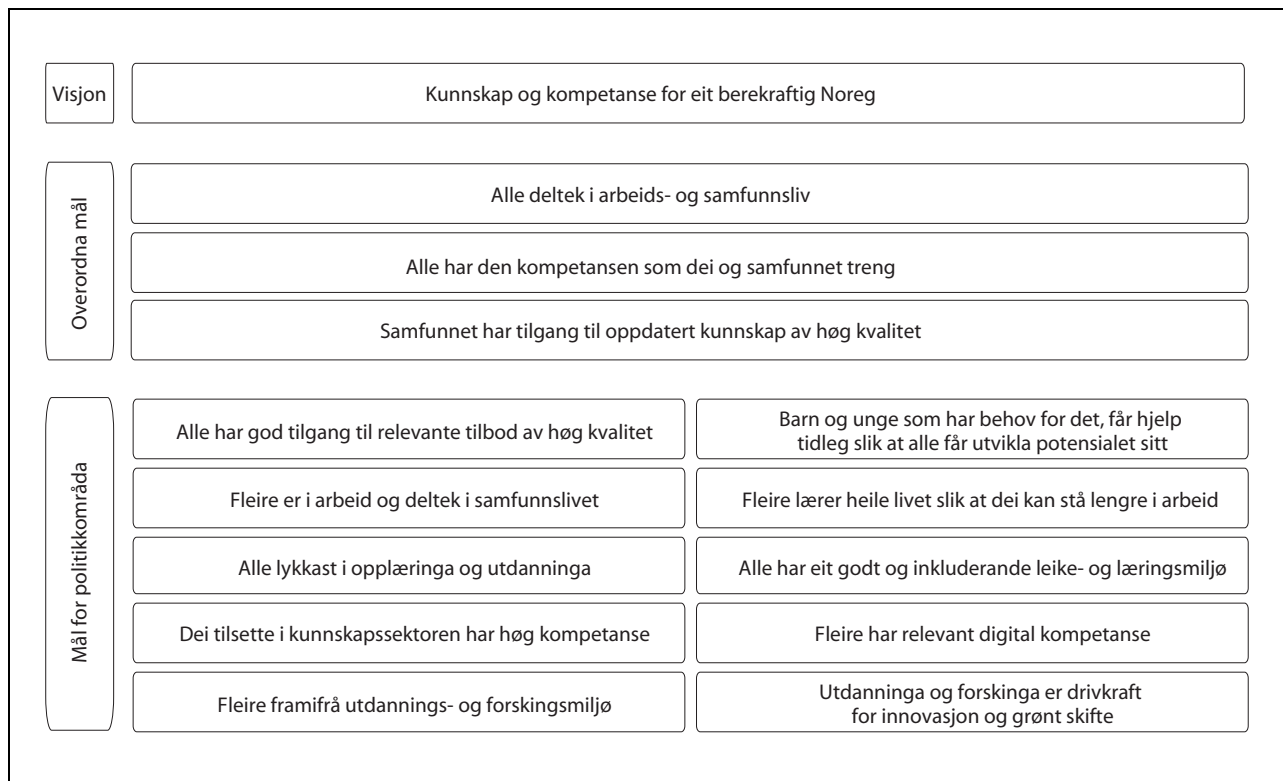 Visjon
Kunnskap og kompetanse for eit berekraftig Noreg
Overordna mål
Alle deltek i arbeids- og samfunnsliv
Alle har den kompetansen som dei og samfunnet treng
Samfunnet har tilgang til oppdatert kunnskap av høg kvalitet
Mål for politikkområda
Alle har god tilgang til relevante tilbod av høg kvalitet
Barn og unge som har behov for det, får hjelp
tidleg slik at alle får utvikla potensialet sitt
Fleire er i arbeid og deltek i samfunnslivet
Fleire lærer heile livet slik at dei kan stå lengre i arbeid
Alle lykkast i opplæringa og utdanninga
Alle har eit godt og inkluderande leike- og læringsmiljø
Dei tilsette i kunnskapssektoren har høg kompetanse
Fleire har relevant digital kompetanse
Fleire framifrå utdannings- og forskingsmiljø
Utdanninga og forskinga er drivkraft
for innovasjon og grønt skifte